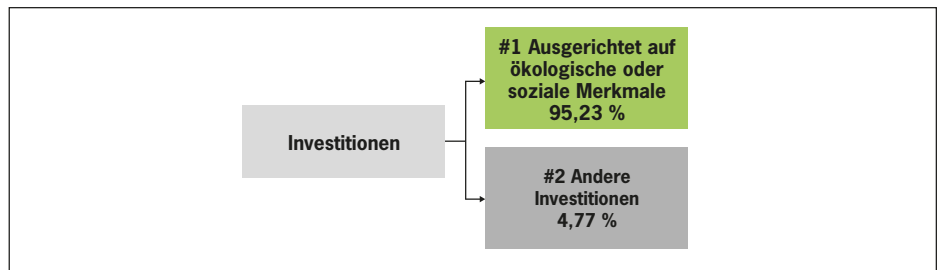 #1 Ausgerichtet auf
ökologische oder
soziale Merkmale
95,23 %
Investitionen
#2 Andere
Investitionen
4,77 %